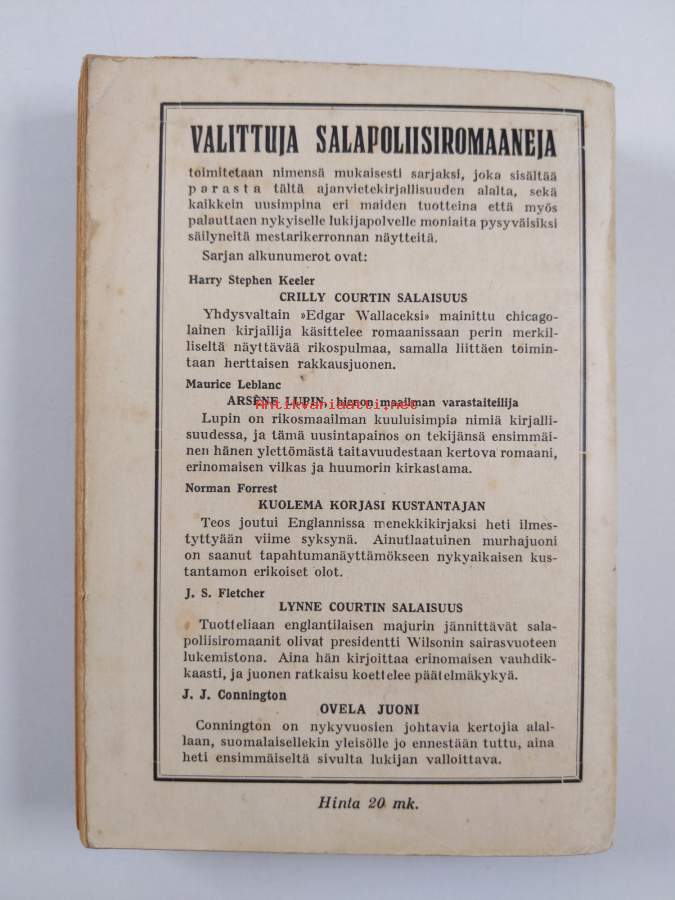 VALITTUJA SALAPOLIISIROMAANEJA
toimitetaan nimensä mukaisesti sarjaksi, joka sisältää
parasta tältä ajanvietekirjallisuuden alalta, sekä
kaikkein uusimpina eri maiden tuotteina että myös
palauttaen nykyiselle lukijapolvelle moniaita pysyväisiksi
säilyneitä mestarikerronnan näytteitä.
Sarjan alkunumerot ovat:
Harry Stephen Keeler
CRILLY COURTIN SALAISUUS
Yhdysvaltain »Edgar Wallaceksi» mainittu chicago-
lainen kirjailija käsittelee romaanissaan perin merkil-
liseltä näyttävää rikospulmaa, samalla liittäen toimin-
taan herttaisen rakkausjuonen.
Maurice Leblanc
ARSÈNE LUPIN, hienon maailman varastaiteilija
Antikvariaatti.net
Lupin on rikosmaailman kuuluisimpia nimiä kirjalli-
suudessa, ja tämä uusintapainos on tekijänsä ensimmäi-
nen hänen ylettömästä taitavuudestaan kertova romaani,
erinomaisen vilkas ja huumorin kirkastama.
Norman Forrest
KUOLEMA KORJASI KUSTANTAJAN
Teos joutui Englannissa menekkikirjaksi heti ilmes-
tyttyään viime syksynä. Ainutlaatuinen murhajuoni
on saanut tapahtumanäyttämökseen nykyaikaisen kus-
tantamon erikoiset olot.
J. S. Fletcher
LYNNE COURTIN SALAISUUS
Tuotteliaan englantilaisen majurin jännittävät sala-
poliisiromaanit olivat presidentti Wilsonin sairasvuoteen
lukemistona. Aina hän kirjoittaa erinomaisen vauhdik-
kaasti, ja juonen ratkaisu koettelee päätelmäkykyä.
J. J. Connington
OVELA JUONI
Connington on nykyvuosien johtavia kertojia alal-
laan, suomalaisellekin yleisölle jo ennestään tuttu, aina
heti ensimmäiseltä sivulta lukijan valloittava.
Hinta 20 mk.